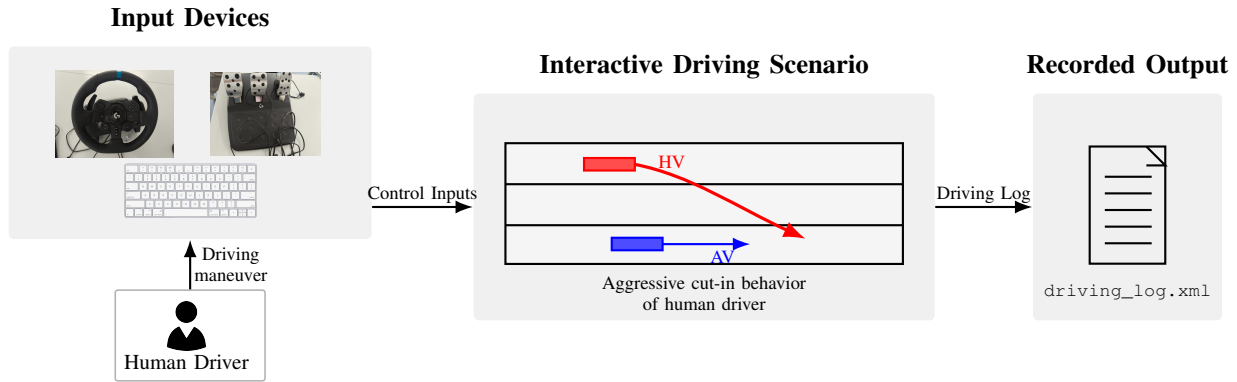 Input Devices
Driving
maneuver
Human Driver
Control Inputs
Interactive Driving Scenario
HV
AV
Aggressive cut-in behavior
of human driver
Driving Log
Recorded Output
driving_log.xml